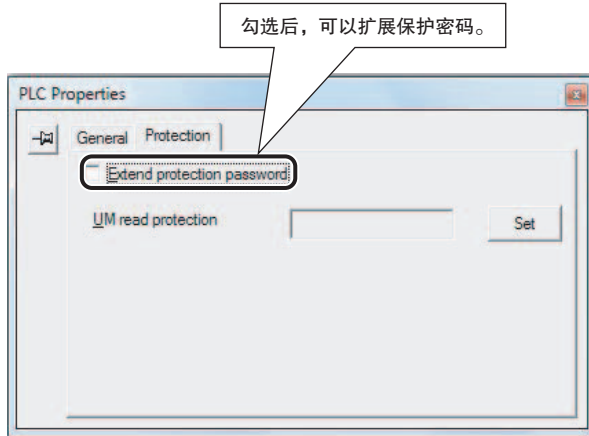 勾选后，可以扩展保护密码。
PLC Properties
General Protection
Extend protection password
UM read protection
Set